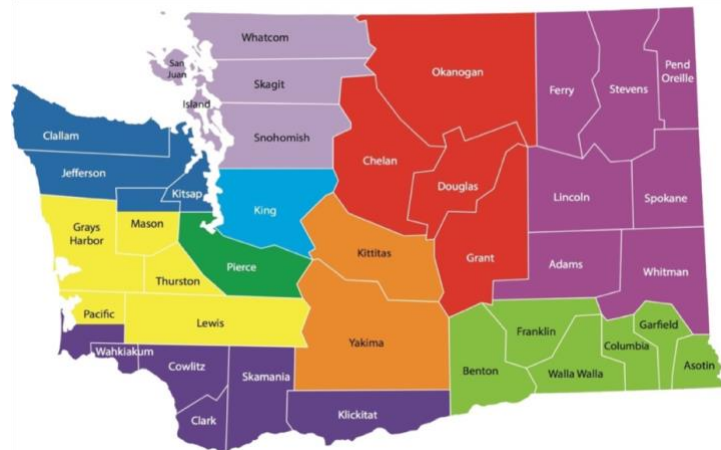 Whatcom
San
Juan
Skagit
Island
Snohomish
Okanogan
Ferry
Stevens
Pend
Oreille
Clallam
Jefferson
Kitsap
Chelan
Douglas
Lincoln
Spokane
King
Grays
Harbor
Mason
Kittitas
Grant
Adams
Whitman
Pierce
Thurston
Pacific
Lewis
Yakima
Franklin
Garfield
Columbia
Wahkiakum
Cowlitz
Skamania
Benton
Walla Walla
Asotin
Clark
Klickitat